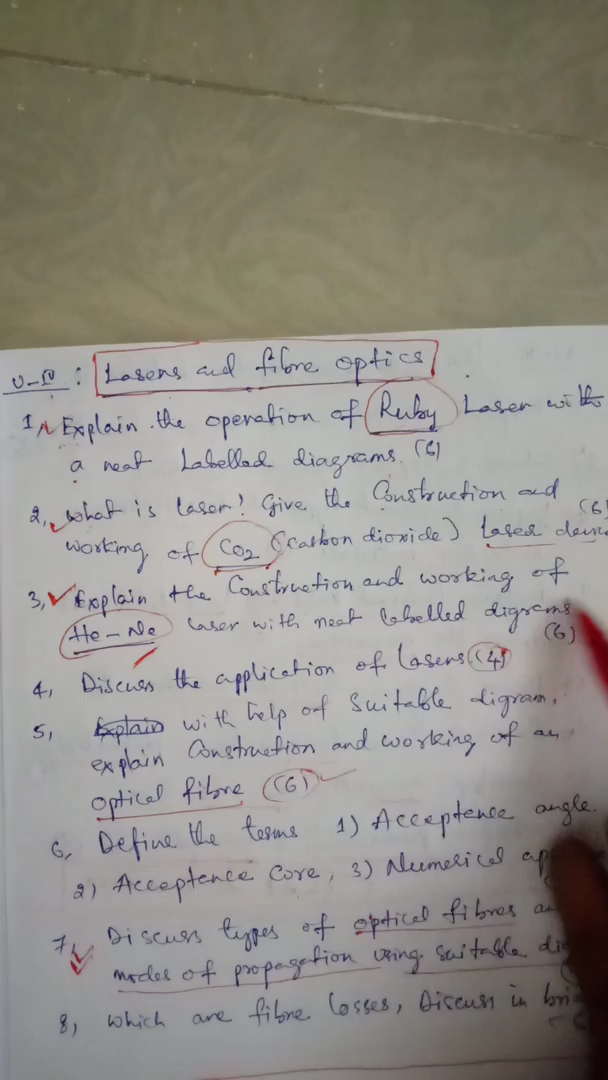 U-IV : Lasers and fibre optics
1, Explain the operation of Ruby Laser with
a neat Labelled diagrams. (6)
2, what is laser? Give the Construction and
working of CO2 (carbon dioxide) laser (6)
3, Explain the Construction and working of
He-Ne laser with neat labelled digrams (6)
4, Discuss the application of lasers (4)
5, Explain with help of Suitable digram,
explain Construction and working of an
optical fibre (6)
6, Define the terms 1) Acceptence angle
2) Acceptence core, 3) Numerical
7, Discuss types of optical fibres
modes of propagation using suitable
8, which are fibre losses, Discuss in